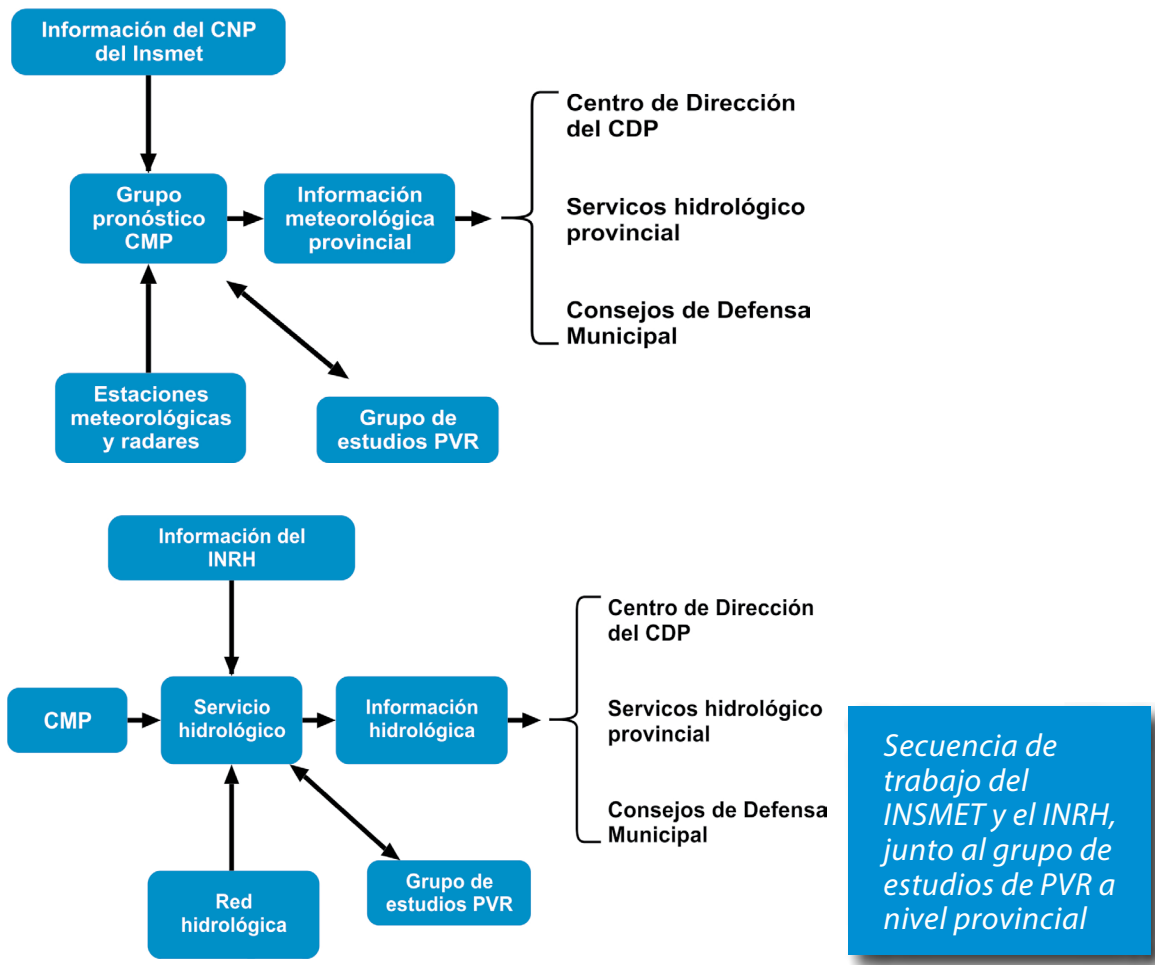 Información del CNP
del Insmet
Centro de Dirección
del CDP
Grupo
pronóstico
CMP
Información
meteorológica
provincial
Servicos hidrológico
provincial
Consejos de Defensa
Municipal
Estaciones
meteorológicas
y radares
Grupo de
estudios PVR
Información del
INRH
Centro de Dirección
del CDP
CMP
Servicio
hidrológico
Información
hidrológica
Servicos hidrológico
provincial
Consejos de Defensa
Municipal
Red
hidrológica
Grupo de
estudios PVR
Secuencia de
trabajo del
INSMET y el INRH,
junto al grupo de
estudios de PVR a
nivel provincial